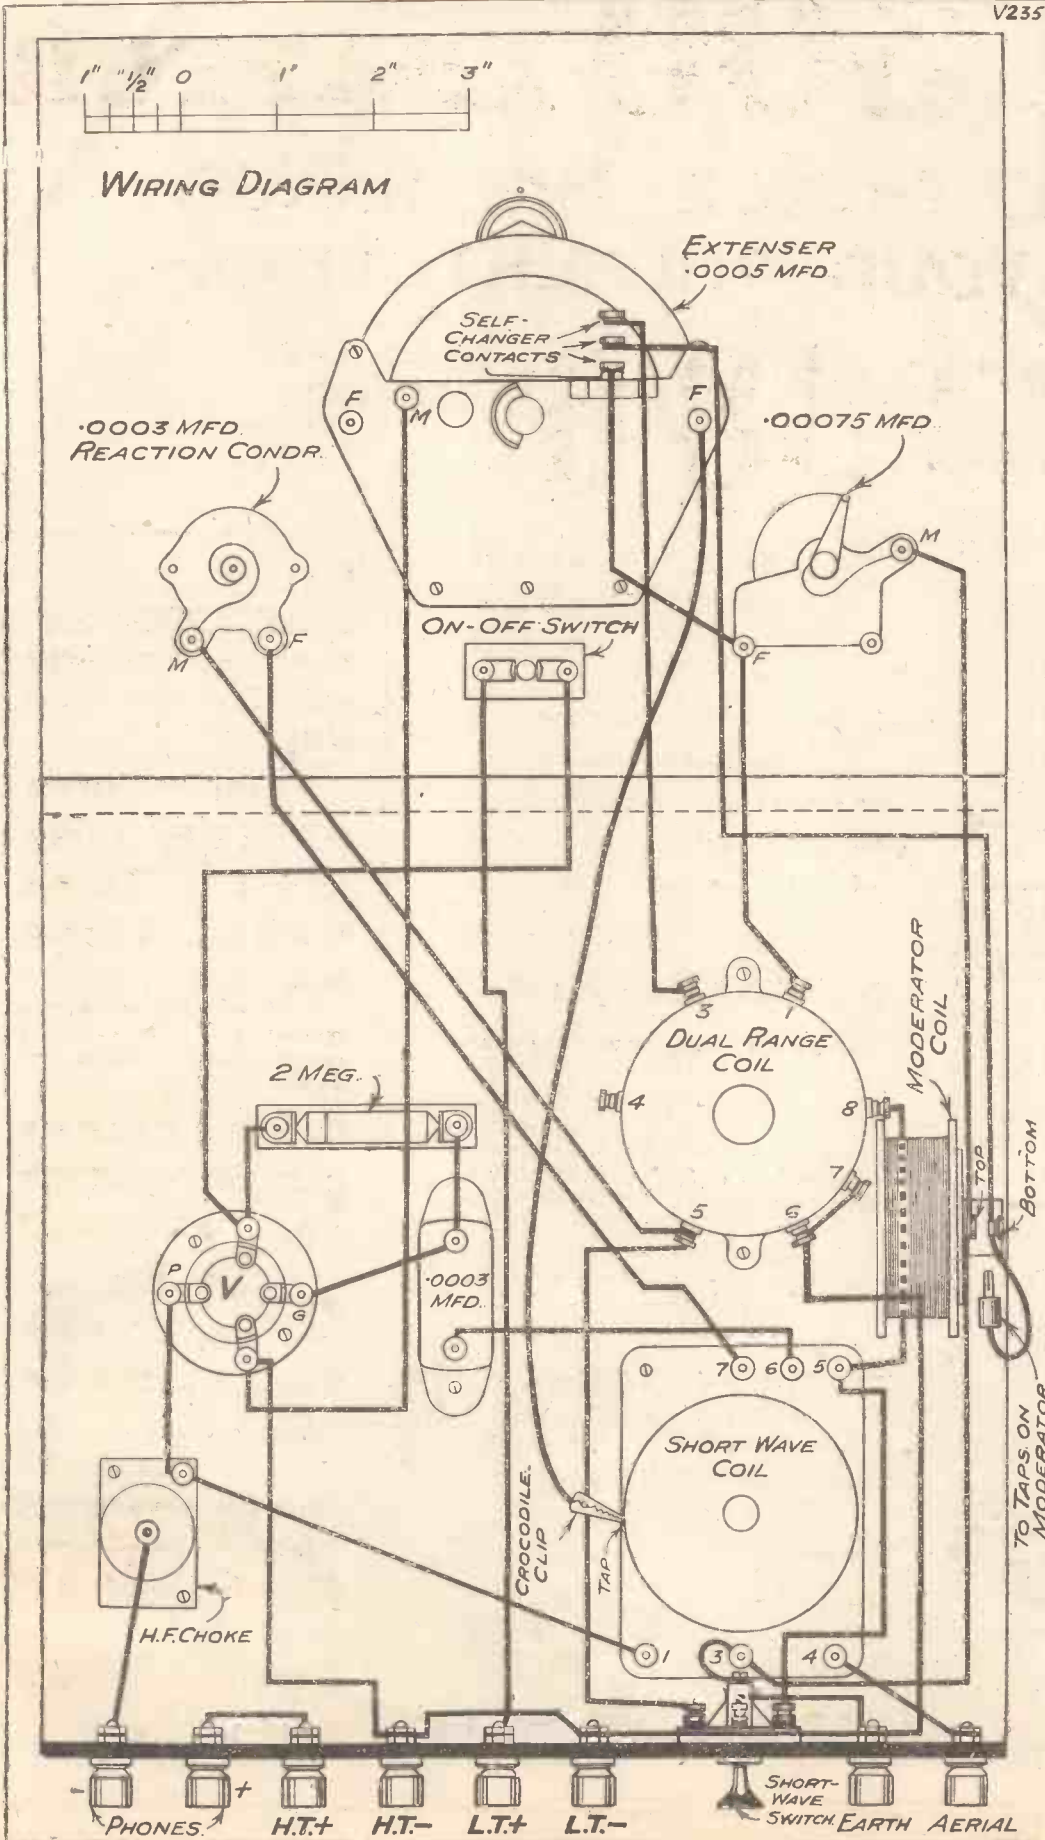 V235
1" "½" 0 1" 2" 3"
WIRING DIAGRAM
EXTENSER
.0005 MFD.
SELF-
CHANGER
CONTACTS
F
M
F
.0003 MFD.
REACTION CONDR.
.00075 MFD
M
M
F
F
ON-OFF SWITCH
3
1
DUAL RANGE
COIL
MODERATOR
COIL
2 MEG.
4
8
7
TOP
BOTTOM
5
6
P
V
G
.0003
MFD.
7
6
5
SHORT WAVE
COIL
TO TAPS ON
MODERATOR
CROCODILE
CLIP
TAP
H.F. CHOKE
1
3
4
-
+
PHONES.
H.T.+
H.T.-
L.T.+
L.T.-
SHORT-
WAVE
SWITCH.
EARTH
AERIAL